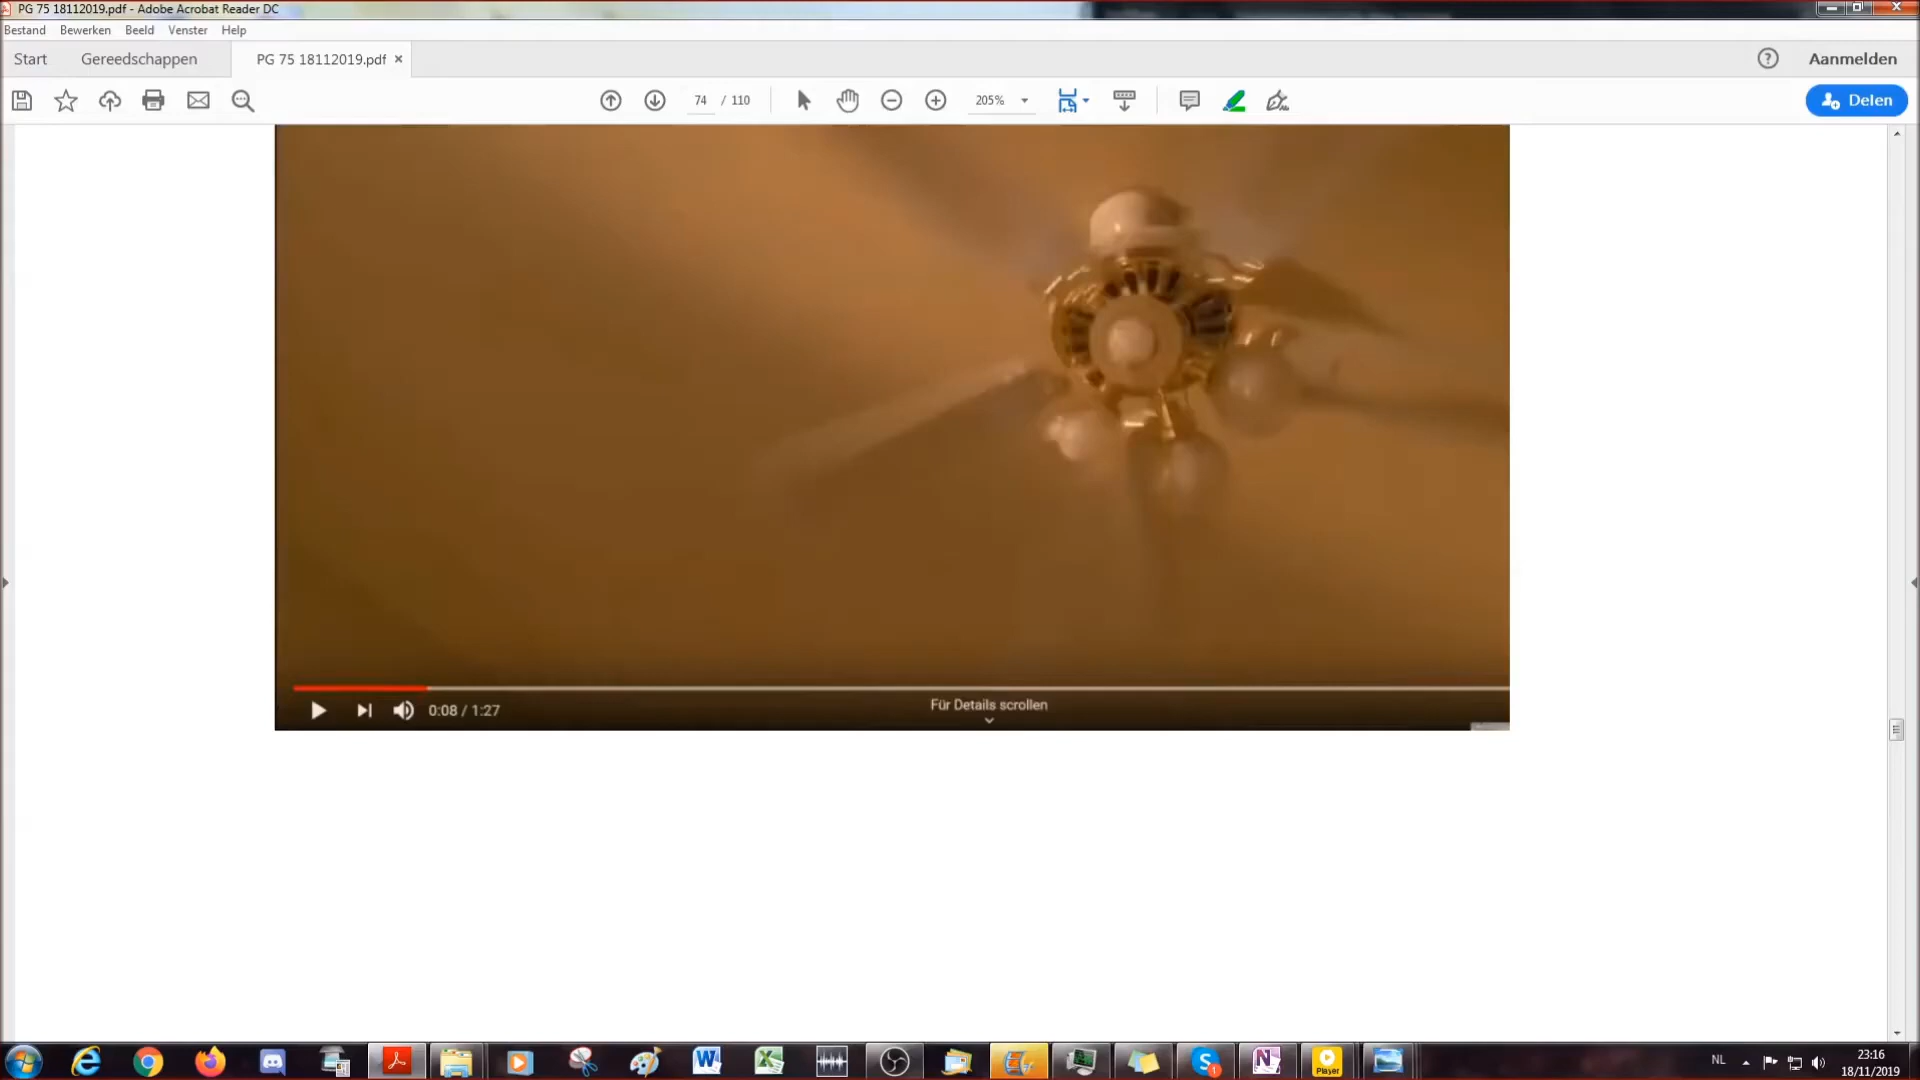 PG 75 18112019.pdf - Adobe Acrobat Reader DC
Bestand Bewerken Beeld Venster Help
Start Gereedschappen PG 75 18112019.pdf × Aanmelden
74 / 110 205% Delen
0:08 / 1:27 Für Details scrollen
NL 23:16
18/11/2019
Player